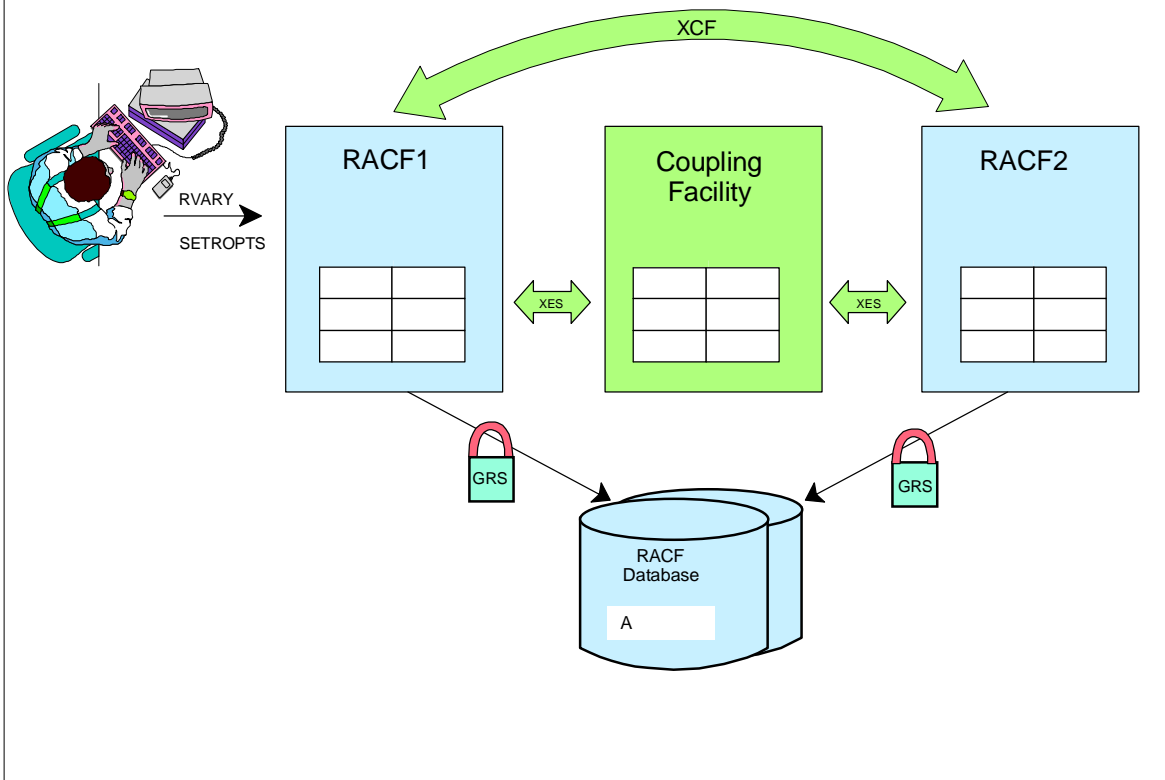 XCF
RACF1
Coupling
Facility
RACF2
RVARY
SETROPTS
XES
XES
GRS
GRS
RACF
Database
A